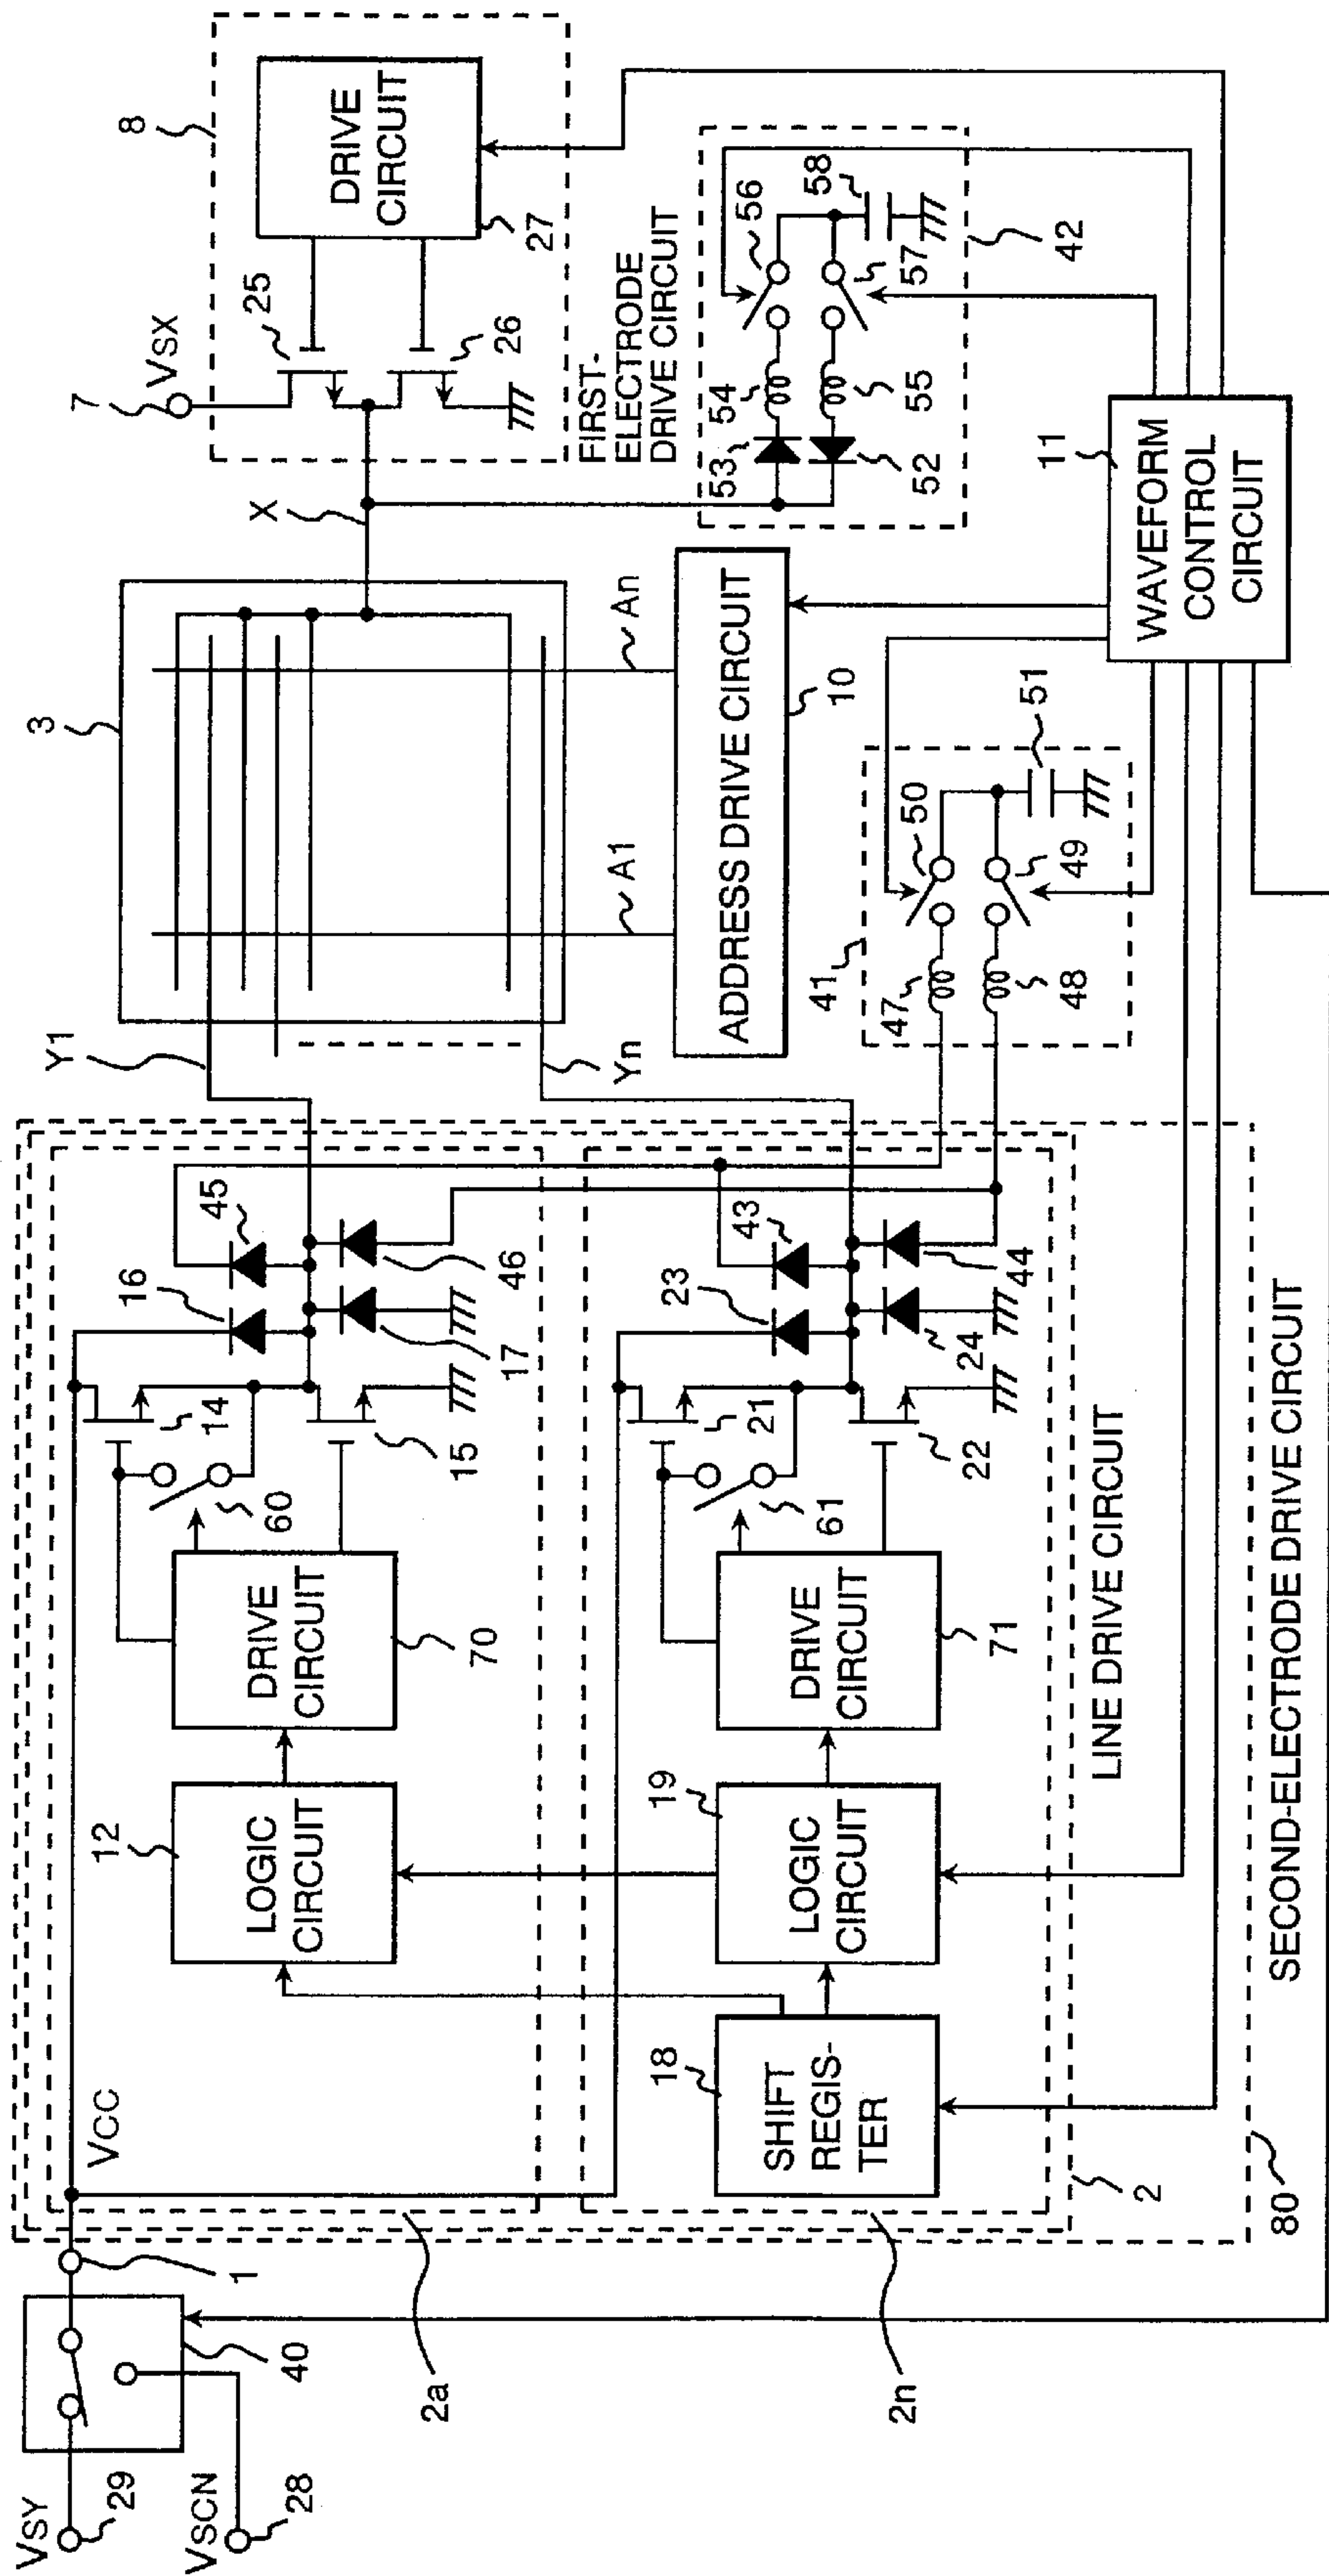 VSY
29
VSCN
28
40
1
VCC
2a
2n
12
LOGIC
CIRCUIT
DRIVE
CIRCUIT
70
60
14
15
16
17
45
46
18
SHIFT
REGIS-
TER
19
LOGIC
CIRCUIT
DRIVE
CIRCUIT
71
61
21
22
23
24
43
44
2
LINE DRIVE CIRCUIT
80
SECOND-ELECTRODE DRIVE CIRCUIT
Y1
Yn
3
A1
An
ADDRESS DRIVE CIRCUIT
10
41
47
48
50
49
51
X
7
VSX
8
25
26
DRIVE
CIRCUIT
27
FIRST-
ELECTRODE
DRIVE CIRCUIT
53
54
56
58
52
55
57
42
11
WAVEFORM
CONTROL
CIRCUIT